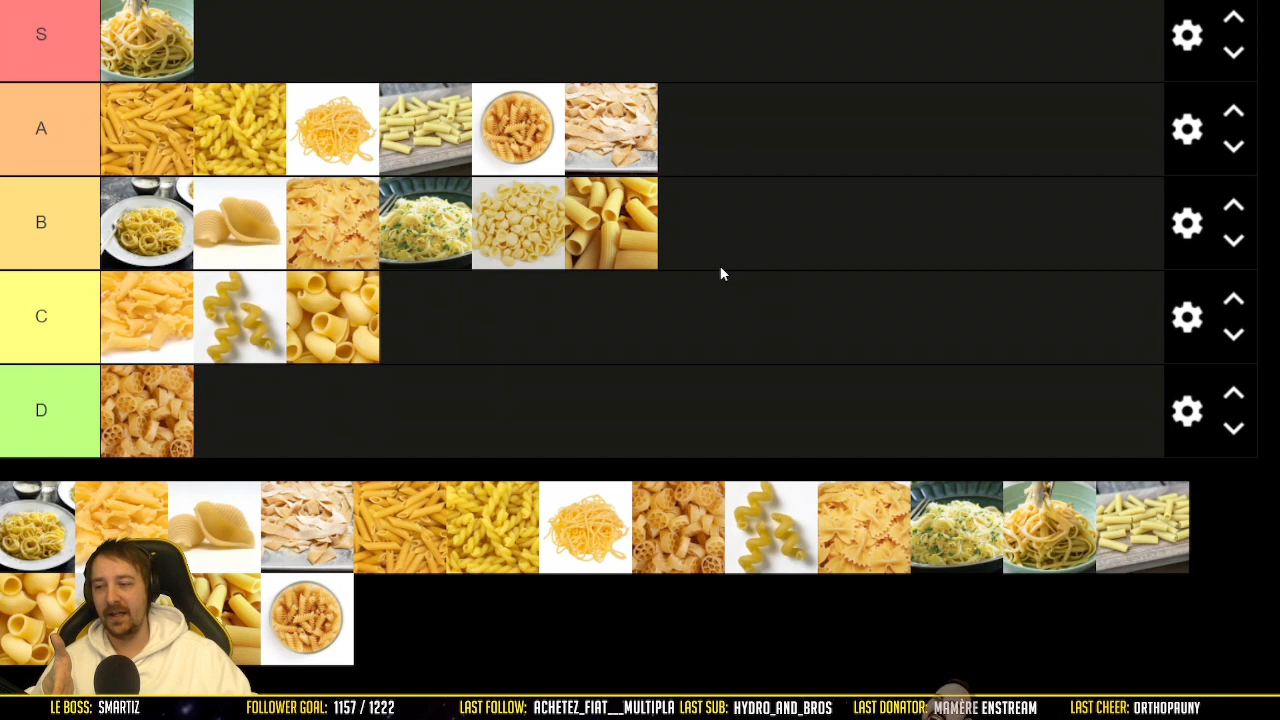 S
A
B
C
D
LE BOSS: SMARTIZ FOLLOWER GOAL: 1157 / 1222 LAST FOLLOW: ACHETEZ_FIAT__MULTIPLA LAST SUB: HYDRO_AND_BROS LAST DONATOR: MAMÈRE ENSTREAM LAST CHEER: ORTHOPAUNY